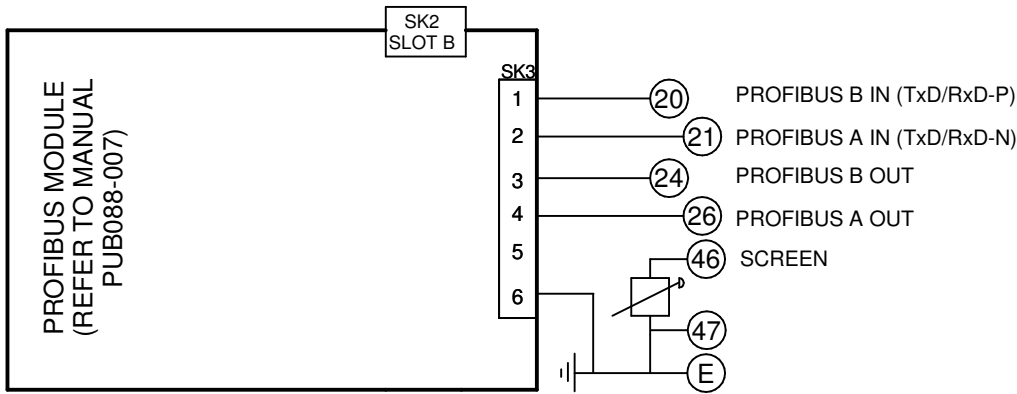 SK2
SLOT B
PROFIBUS MODULE
(REFER TO MANUAL
PUB088-007)
SK3
1
20
PROFIBUS B IN (TxD/RxD-P)
2
21
PROFIBUS A IN (TxD/RxD-N)
3
24
PROFIBUS B OUT
4
26
PROFIBUS A OUT
5
46
SCREEN
6
47
E